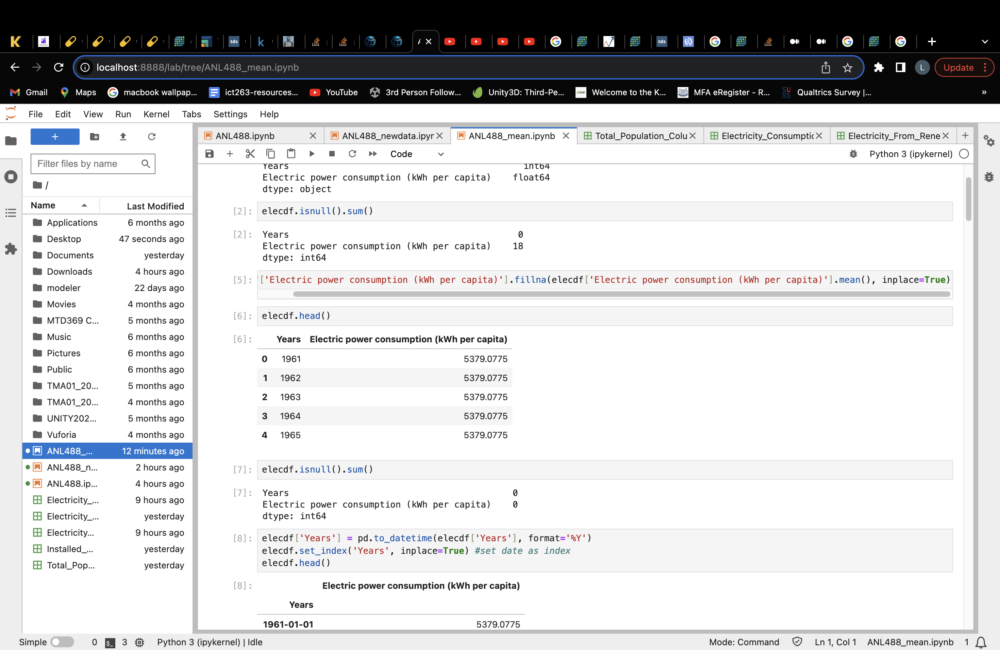 tds
tds
localhost:8888/lab/tree/ANL488_mean.ipynb
L
Update
Gmail
Maps
macbook wallpap...
ict263-resources...
YouTube
3rd Person Follow...
Unity3D: Third-Pe...
Welcome to the K...
MFA eRegister - R...
SUSS
Qualtrics Survey |...
»
File Edit View Run Kernel Tabs Settings Help
+
Filter files by name
/
Name Last Modified
Applications 6 months ago
Desktop 47 seconds ago
Documents yesterday
Downloads 4 hours ago
modeler 22 days ago
Movies 4 months ago
MTD369 C... 5 months ago
Music 6 months ago
Pictures 6 months ago
Public 6 months ago
TMA01_20... 5 months ago
TMA01_20... 4 months ago
UNITY202... 5 months ago
Vuforia 4 months ago
ANL488_... 12 minutes ago
ANL488_n... 2 hours ago
ANL488.ip... 4 hours ago
Electricity_... 9 hours ago
Electricity_... yesterday
Electricity... 9 hours ago
Installed_... yesterday
Total_Pop... yesterday
ANL488.ipynb
ANL488_newdata.ipyr
ANL488_mean.ipynb
Total_Population_Colu
Electricity_Consumptic
Electricity_From_Rene
Code
Python 3 (ipykernel)
Years int64
Electric power consumption (kWh per capita) float64
dtype: object
[2]: elecdf.isnull().sum()
[2]: Years 0
Electric power consumption (kWh per capita) 18
dtype: int64
[5]: ['Electric power consumption (kWh per capita)'].fillna(elecdf['Electric power consumption (kWh per capita)'].mean(), inplace=True)
[6]: elecdf.head()
[6]: Years Electric power consumption (kWh per capita)
0 1961 5379.0775
1 1962 5379.0775
2 1963 5379.0775
3 1964 5379.0775
4 1965 5379.0775
[7]: elecdf.isnull().sum()
[7]: Years 0
Electric power consumption (kWh per capita) 0
dtype: int64
[8]: elecdf['Years'] = pd.to_datetime(elecdf['Years'], format='%Y')
elecdf.set_index('Years', inplace=True) #set date as index
elecdf.head()
[8]: Electric power consumption (kWh per capita)
Years
1961-01-01 5379.0775
Simple 0 $_ 3 Python 3 (ipykernel) | Idle
Mode: Command Ln 1, Col 1 ANL488_mean.ipynb 1